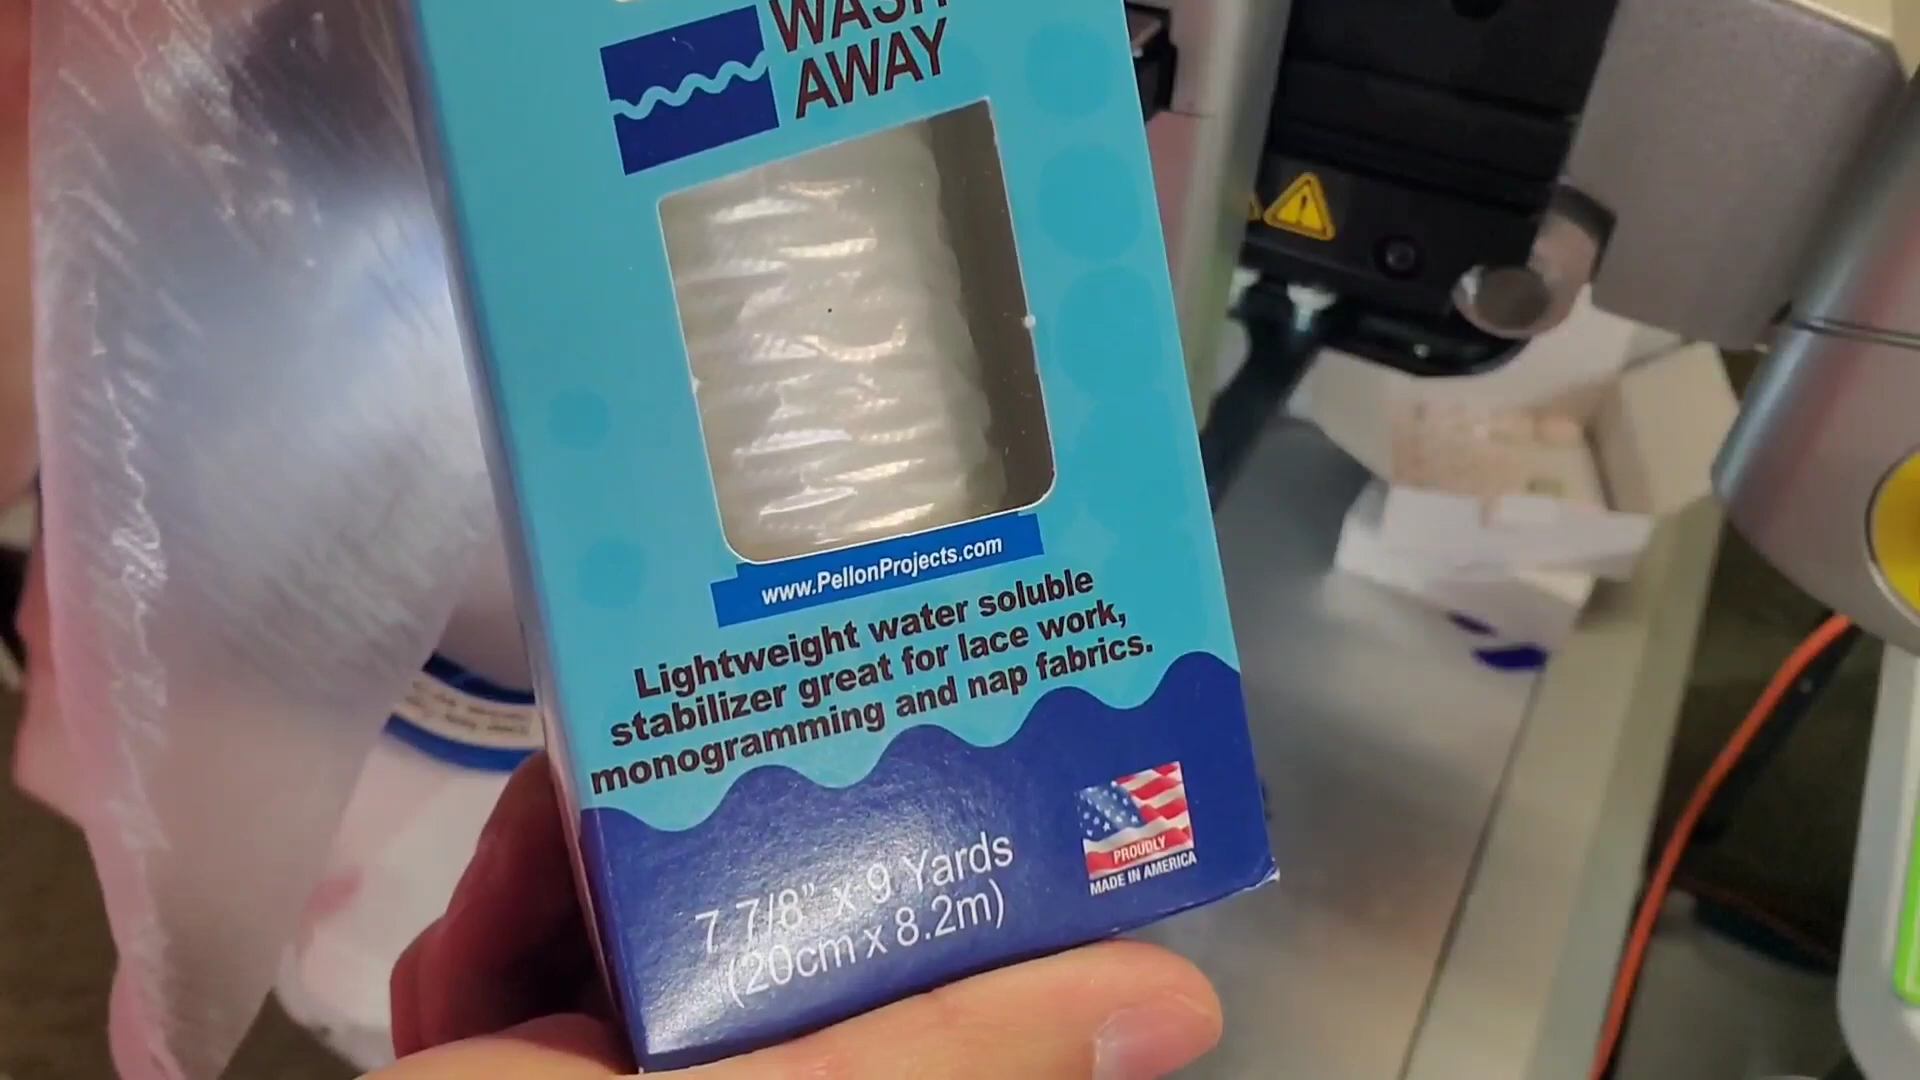 WASH
AWAY
www.PellonProjects.com
Lightweight water soluble
stabilizer great for lace work,
monogramming and nap fabrics.
7 7/8" x 9 Yards
(20cm x 8.2m)
PROUDLY
MADE IN AMERICA